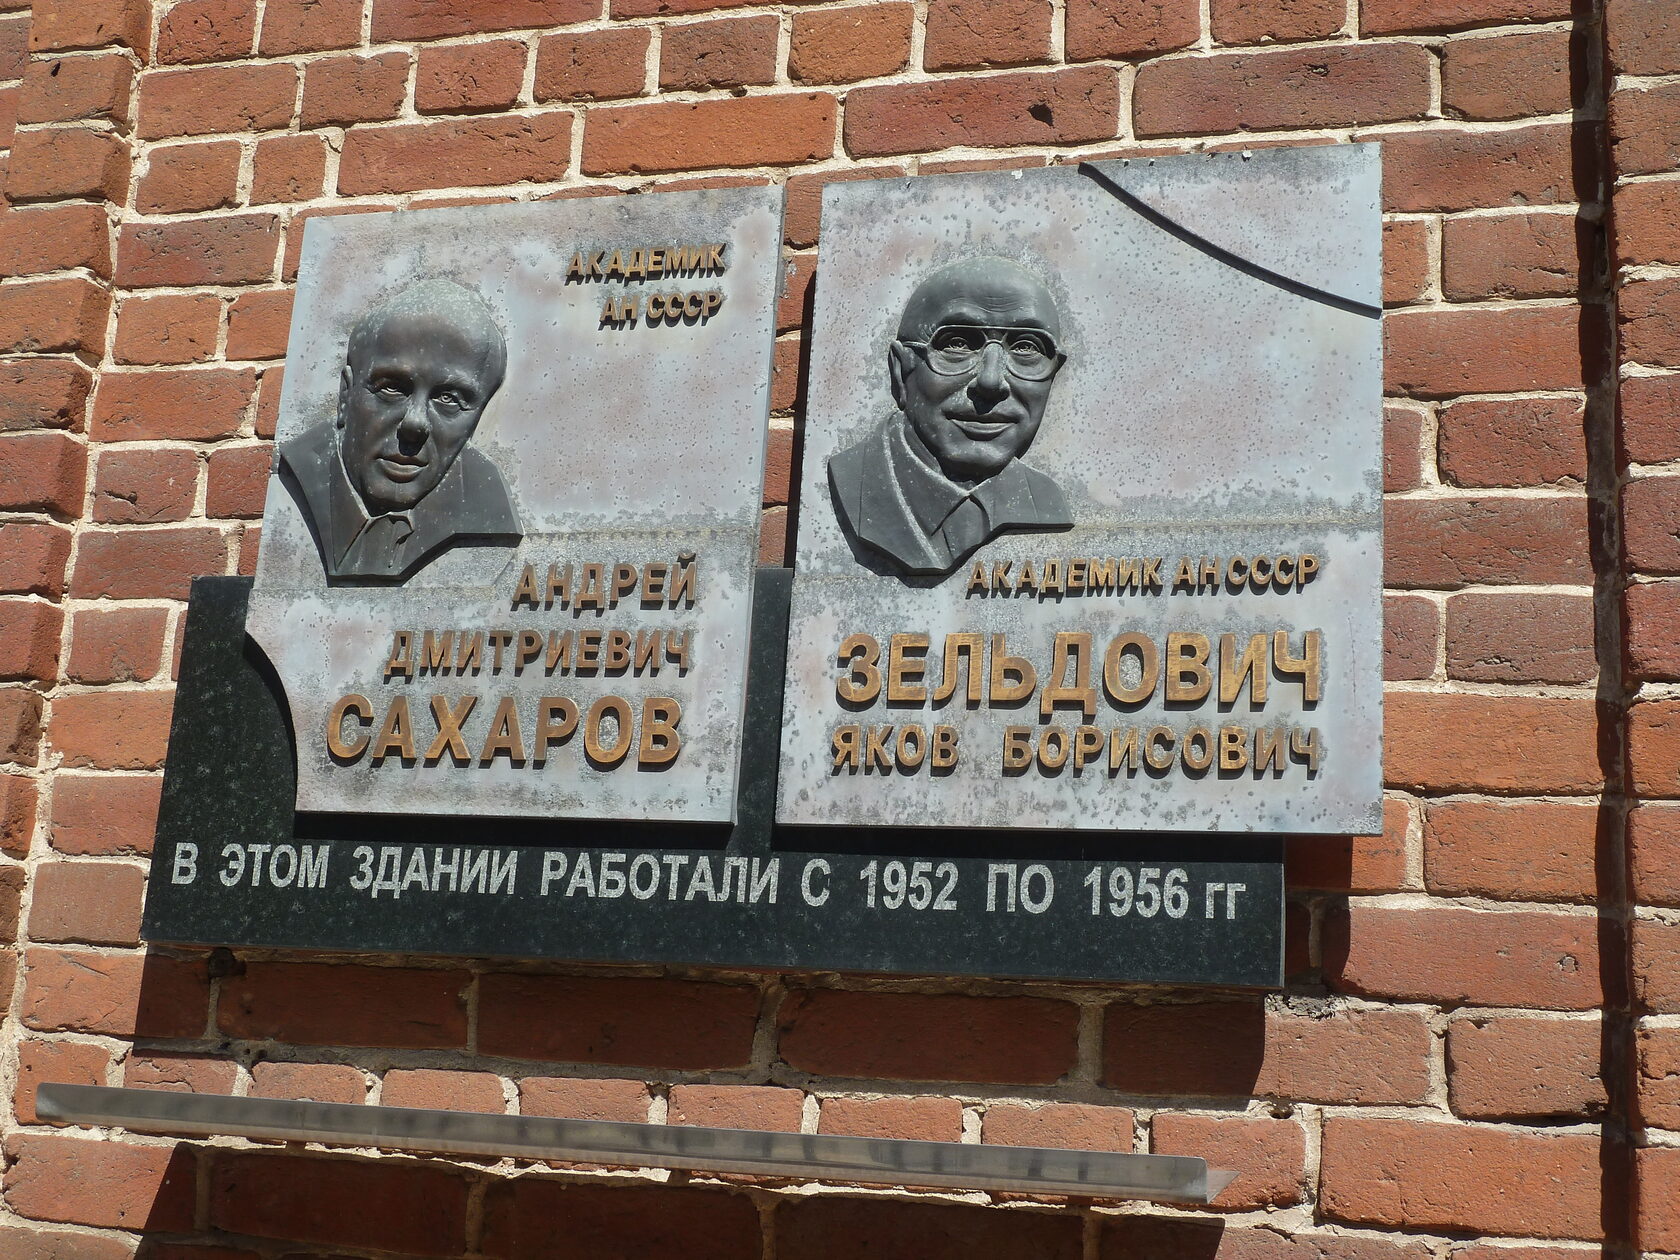 АКАДЕМИК
АН СССР
АНДРЕЙ
ДМИТРИЕВИЧ
САХАРОВ
АКАДЕМИК АН СССР
ЗЕЛЬДОВИЧ
ЯКОВ БОРИСОВИЧ
В ЭТОМ ЗДАНИИ РАБОТАЛИ С 1952 ПО 1956 гг